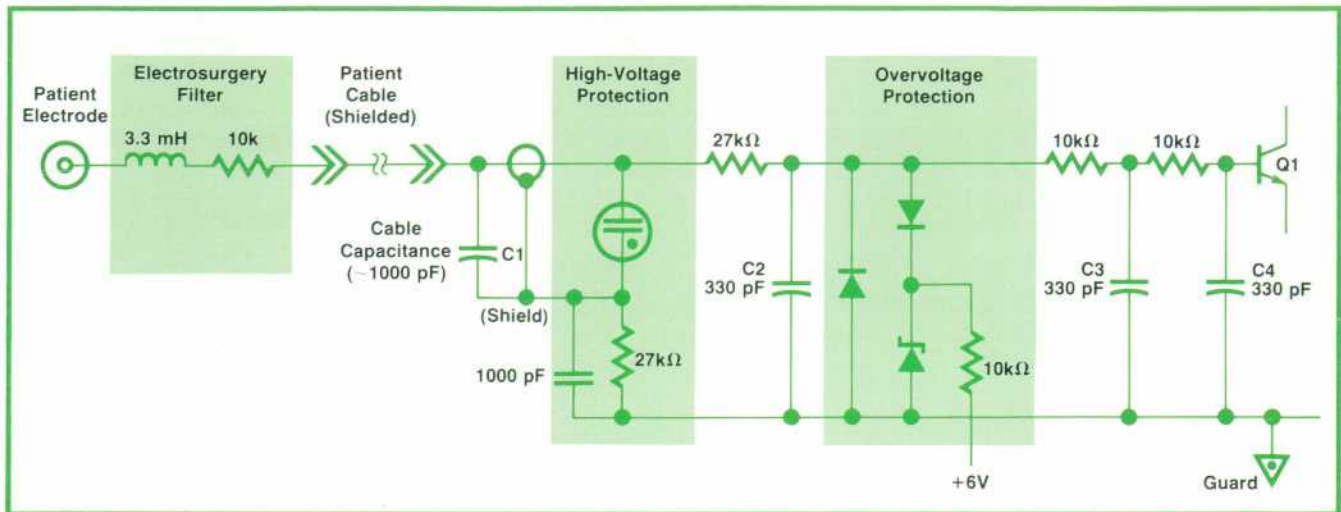 Patient
Electrode
Electrosurgery
Filter
3.3 mH
10k
Patient
Cable
(Shielded)
Cable
Capacitance
(~1000 pF)
C1
(Shield)
High-Voltage
Protection
1000 pF
27kΩ
27kΩ
C2
330 pF
Overvoltage
Protection
10kΩ
+6V
10kΩ
10kΩ
C3
330 pF
C4
330 pF
Q1
Guard